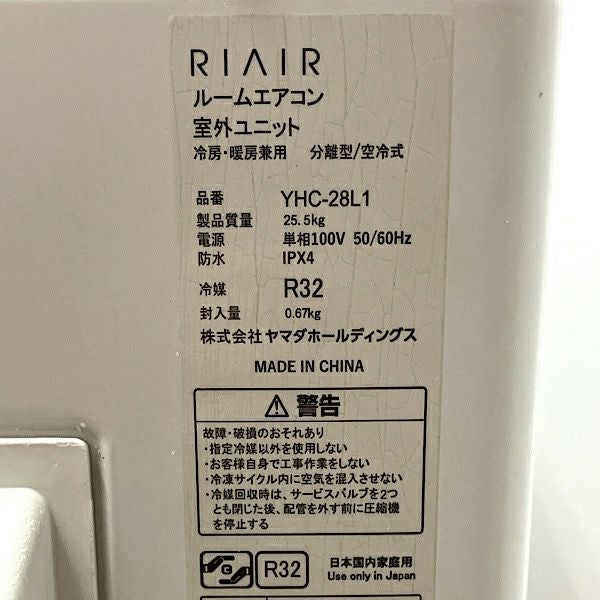 RIAIR
ルームエアコン
室外ユニット
冷房・暖房兼用 分離型/空冷式
品番 YHC-28L1
製品質量 25.5kg
電源 単相100V 50/60Hz
防水 IPX4
冷媒 R32
封入量 0.67kg
株式会社ヤマダホールディングス
MADE IN CHINA
⚠ 警告
故障・破損のおそれあり
・指定冷媒以外を使用しない
・お客様自身で工事作業をしない
・冷凍サイクル内に空気を混入させない
・冷媒回収時は、サービスバルブを2つ
とも閉じた後、配管を外す前に圧縮機
を停止する
G R32 日本国内家庭用
Use only in Japan